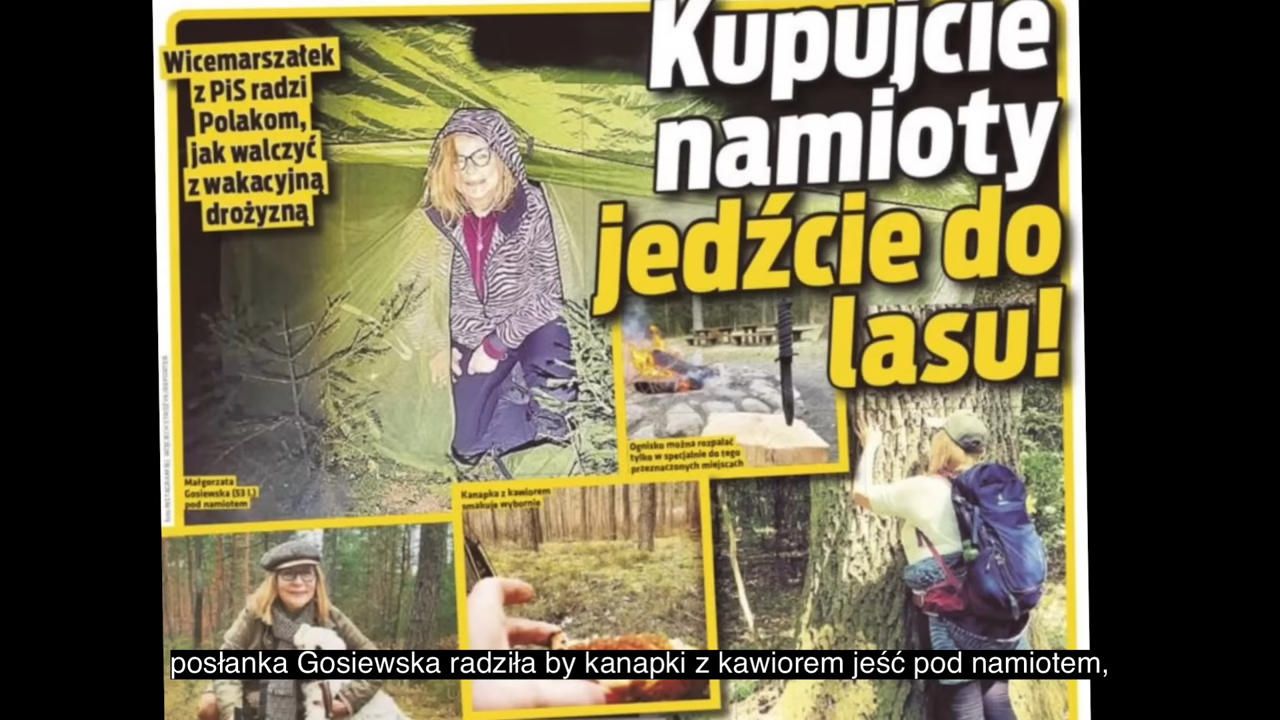 Wicemarszałek
z PiS radzi
Polakom,
jak walczyć
z wakacyjną
drożyzną
Kupujcie
namioty
jedźcie do
lasu!
Ognisko można rozpalać
tylko w specjalnie do tego
przeznaczonych miejscach
Małgorzata
Gosiewska (53 l.)
pod namiotem
Kanapka z kawiorem
smakuje wybornie
posłanka Gosiewska radziła by kanapki z kawiorem jeść pod namiotem,